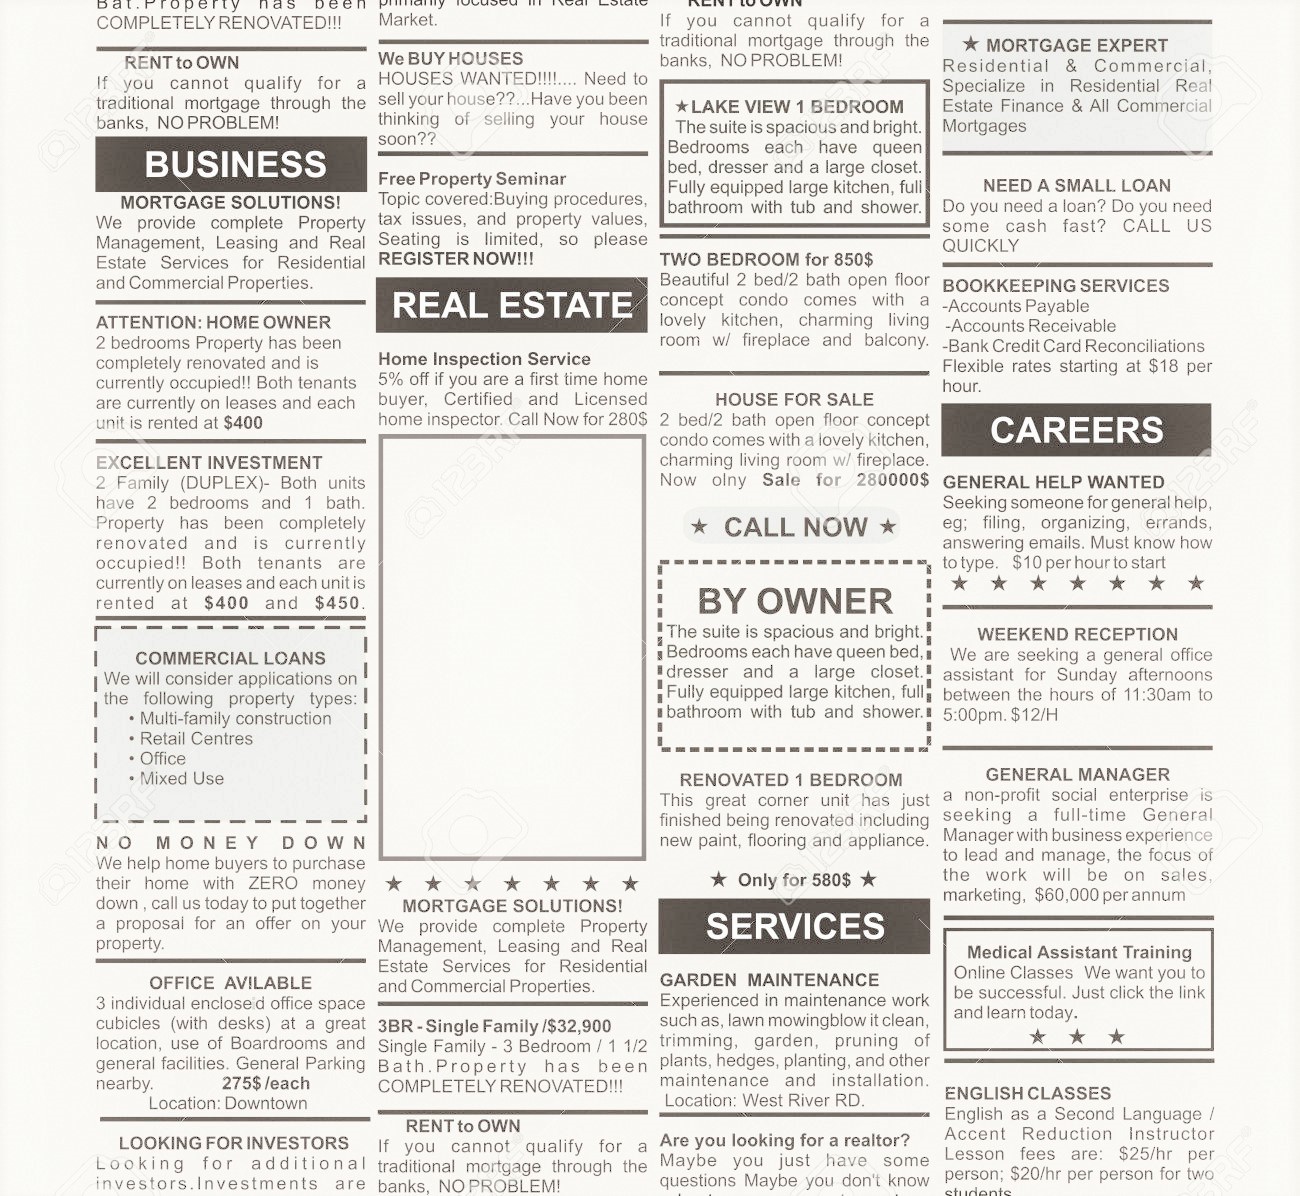 Bat.Property has been
COMPLETELY RENOVATED!!!
RENT to OWN
If you cannot qualify for a
traditional mortgage through the
banks, NO PROBLEM!
BUSINESS
MORTGAGE SOLUTIONS!
We provide complete Property
Management, Leasing and Real
Estate Services for Residential
and Commercial Properties.
ATTENTION: HOME OWNER
2 bedrooms Property has been
completely renovated and is
currently occupied!! Both tenants
are currently on leases and each
unit is rented at $400
EXCELLENT INVESTMENT
2 Family (DUPLEX)- Both units
have 2 bedrooms and 1 bath.
Property has been completely
renovated and is currently
occupied!! Both tenants are
currently on leases and each unit is
rented at $400 and $450.
COMMERCIAL LOANS
We will consider applications on
the following property types:
• Multi-family construction
• Retail Centres
• Office
• Mixed Use
NO MONEY DOWN
We help home buyers to purchase
their home with ZERO money
down , call us today to put together
a proposal for an offer on your
property.
OFFICE AVILABLE
3 individual enclosed office space
cubicles (with desks) at a great
location, use of Boardrooms and
general facilities. General Parking
nearby. 275$ /each
Location: Downtown
LOOKING FOR INVESTORS
Looking for additional
investors.Investments are
primarily focused in Real Estate
Market.
We BUY HOUSES
HOUSES WANTED!!!!.... Need to
sell your house??...Have you been
thinking of selling your house
soon??
Free Property Seminar
Topic covered:Buying procedures,
tax issues, and property values,
Seating is limited, so please
REGISTER NOW!!!
REAL ESTATE
Home Inspection Service
5% off if you are a first time home
buyer, Certified and Licensed
home inspector. Call Now for 280$
★ ★ ★ ★ ★ ★ ★
MORTGAGE SOLUTIONS!
We provide complete Property
Management, Leasing and Real
Estate Services for Residential
and Commercial Properties.
3BR - Single Family /$32,900
Single Family - 3 Bedroom / 1 1/2
Bath.Property has been
COMPLETELY RENOVATED!!!
RENT to OWN
If you cannot qualify for a
traditional mortgage through the
banks, NO PROBLEM!
RENT to OWN
If you cannot qualify for a
traditional mortgage through the
banks, NO PROBLEM!
★ LAKE VIEW 1 BEDROOM
The suite is spacious and bright.
Bedrooms each have queen
bed, dresser and a large closet.
Fully equipped large kitchen, full
bathroom with tub and shower.
TWO BEDROOM for 850$
Beautiful 2 bed/2 bath open floor
concept condo comes with a
lovely kitchen, charming living
room w/ fireplace and balcony.
HOUSE FOR SALE
2 bed/2 bath open floor concept
condo comes with a lovely kitchen,
charming living room w/ fireplace.
Now olny Sale for 280000$
★ CALL NOW ★
BY OWNER
The suite is spacious and bright.
Bedrooms each have queen bed,
dresser and a large closet.
Fully equipped large kitchen, full
bathroom with tub and shower.
RENOVATED 1 BEDROOM
This great corner unit has just
finished being renovated including
new paint, flooring and appliance.
★ Only for 580$ ★
SERVICES
GARDEN MAINTENANCE
Experienced in maintenance work
such as, lawn mowingblow it clean,
trimming, garden, pruning of
plants, hedges, planting, and other
maintenance and installation.
Location: West River RD.
Are you looking for a realtor?
Maybe you just have some
questions Maybe you don't know
★ MORTGAGE EXPERT
Residential & Commercial,
Specialize in Residential Real
Estate Finance & All Commercial
Mortgages
NEED A SMALL LOAN
Do you need a loan? Do you need
some cash fast? CALL US
QUICKLY
BOOKKEEPING SERVICES
-Accounts Payable
-Accounts Receivable
-Bank Credit Card Reconciliations
Flexible rates starting at $18 per
hour.
CAREERS
GENERAL HELP WANTED
Seeking someone for general help,
eg; filing, organizing, errands,
answering emails. Must know how
to type. $10 per hour to start
★ ★ ★ ★ ★ ★ ★
WEEKEND RECEPTION
We are seeking a general office
assistant for Sunday afternoons
between the hours of 11:30am to
5:00pm. $12/H
GENERAL MANAGER
a non-profit social enterprise is
seeking a full-time General
Manager with business experience
to lead and manage, the focus of
the work will be on sales,
marketing, $60,000 per annum
Medical Assistant Training
Online Classes We want you to
be successful. Just click the link
and learn today.
★ ★ ★
ENGLISH CLASSES
English as a Second Language /
Accent Reduction Instructor
Lesson fees are: $25/hr per
person; $20/hr per person for two
students